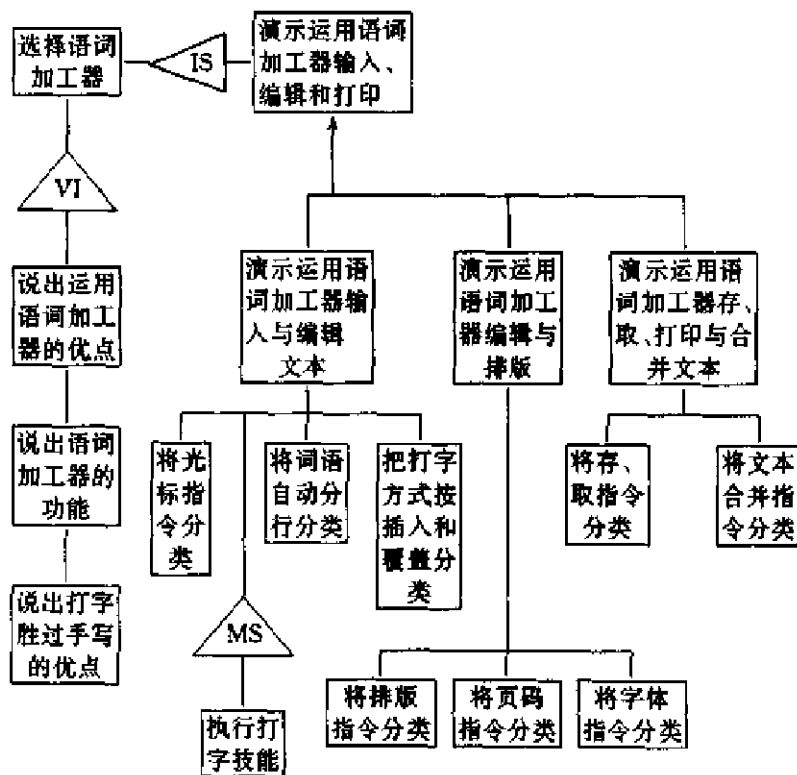 选择语词
加工器
IS
演示运用语词
加工器输入、
编辑和打印
VI
说出运用
语词加工
器的优点
说出语词
加工器的
功能
说出打字
胜过手写
的优点
演示运用语
词加工器输
入与编辑
文本
演示运用
语词加工
器编辑与
排版
演示运用语
词加工器存、
取、打印与合
并文本
将光
标指
令分
类
将词语
自动分
行分类
把打字
方式按
插入和
覆盖分
类
将存、
取指令
分类
将文本
合并指
令分类
MS
执行打
字技能
将排版
指令分类
将页码
指令分类
将字体
指令分类